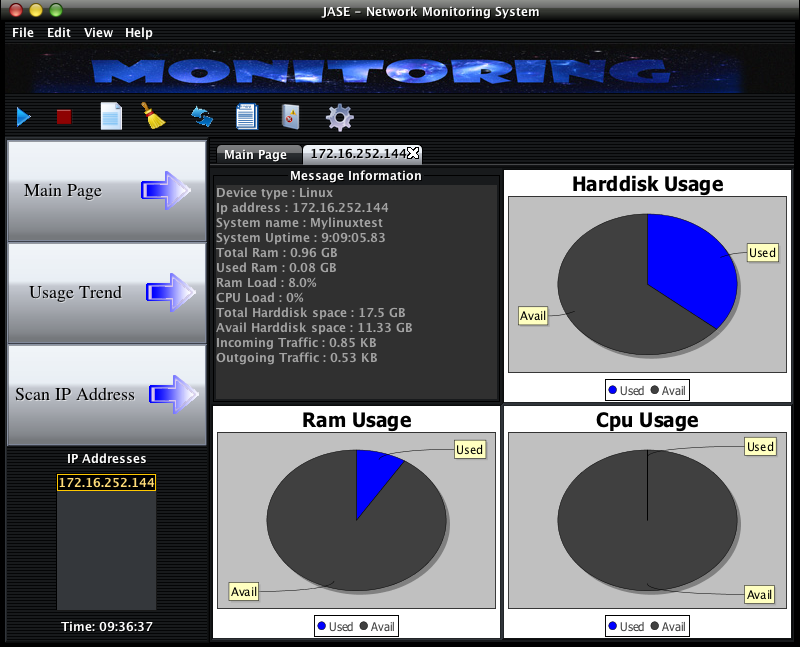 JASE - Network Monitoring System
File Edit View Help
MONITORING
Main Page
Usage Trend
Scan IP Address
IP Addresses
172.16.252.144
Time: 09:36:37
Main Page 172.16.252.144
Message Information
Device type : Linux
Ip address : 172.16.252.144
System name : Mylinuxtest
System Uptime : 9:09:05.83
Total Ram : 0.96 GB
Used Ram : 0.08 GB
Ram Load : 8.0%
CPU Load : 0%
Total Harddisk space : 17.5 GB
Avail Harddisk space : 11.33 GB
Incoming Traffic : 0.85 KB
Outgoing Traffic : 0.53 KB
Harddisk Usage
Used
Avail
Used Avail
Ram Usage
Used
Avail
Used Avail
Cpu Usage
Used
Avail
Used Avail